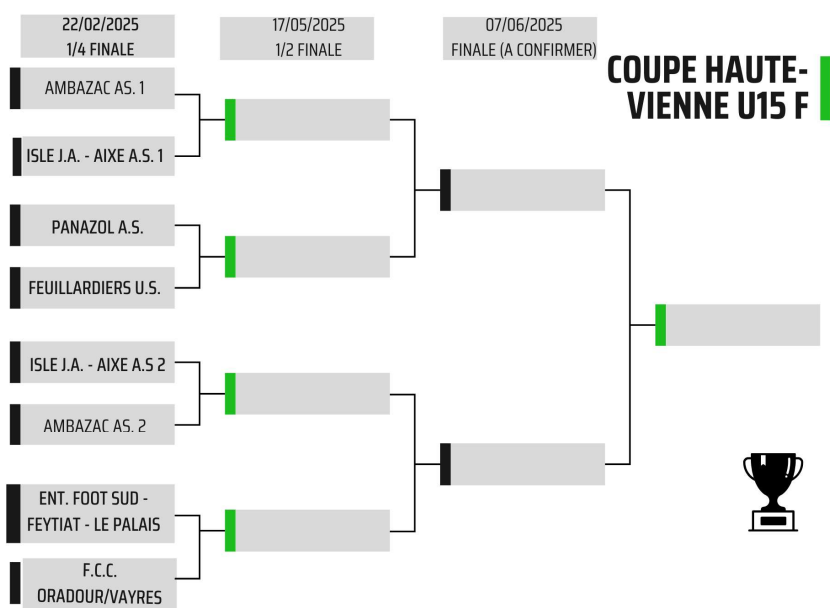 22/02/2025
1/4 FINALE
17/05/2025
1/2 FINALE
07/06/2025
FINALE (A CONFIRMER)
COUPE HAUTE-
VIENNE U15 F
AMBAZAC AS. 1
ISLE J.A. - AIXE A.S. 1
PANAZOL A.S.
FEUILLARDIERS U.S.
ISLE J.A. - AIXE A.S 2
AMBAZAC AS. 2
ENT. FOOT SUD -
FEYTIAT - LE PALAIS
F.C.C.
ORADOUR/VAYRES